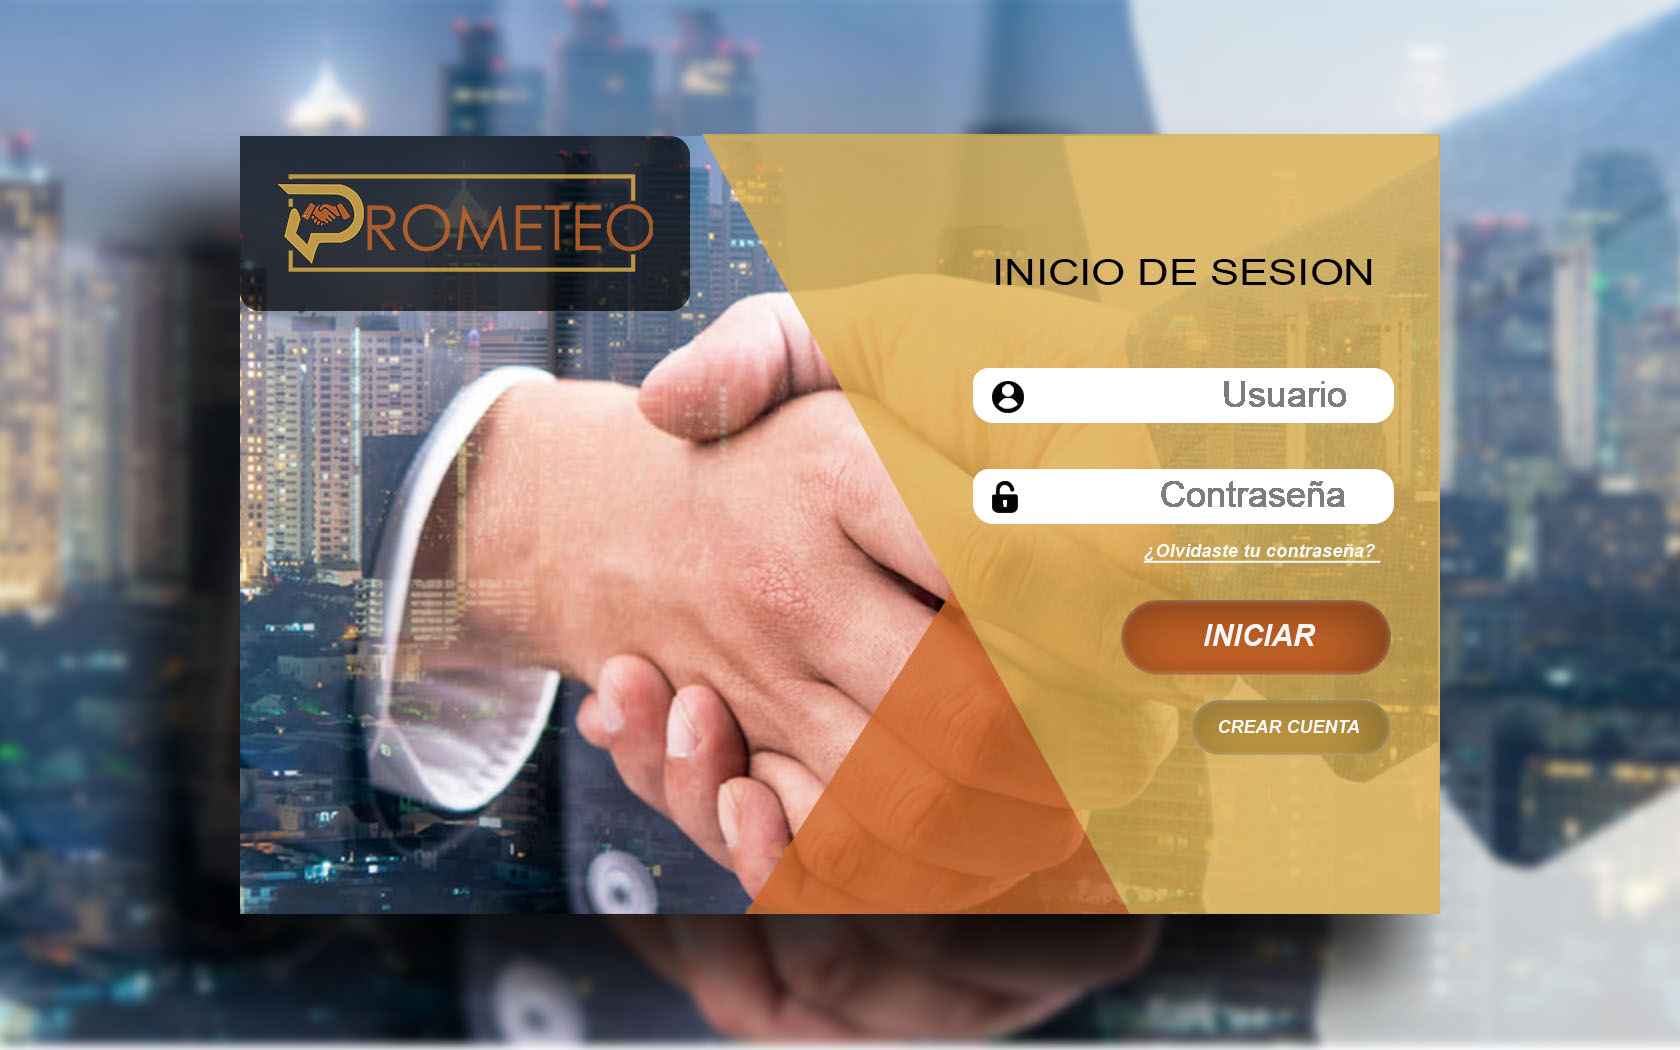 PROMETEO
INICIO DE SESION
Usuario
Contraseña
¿Olvidaste tu contraseña?
INICIAR
CREAR CUENTA